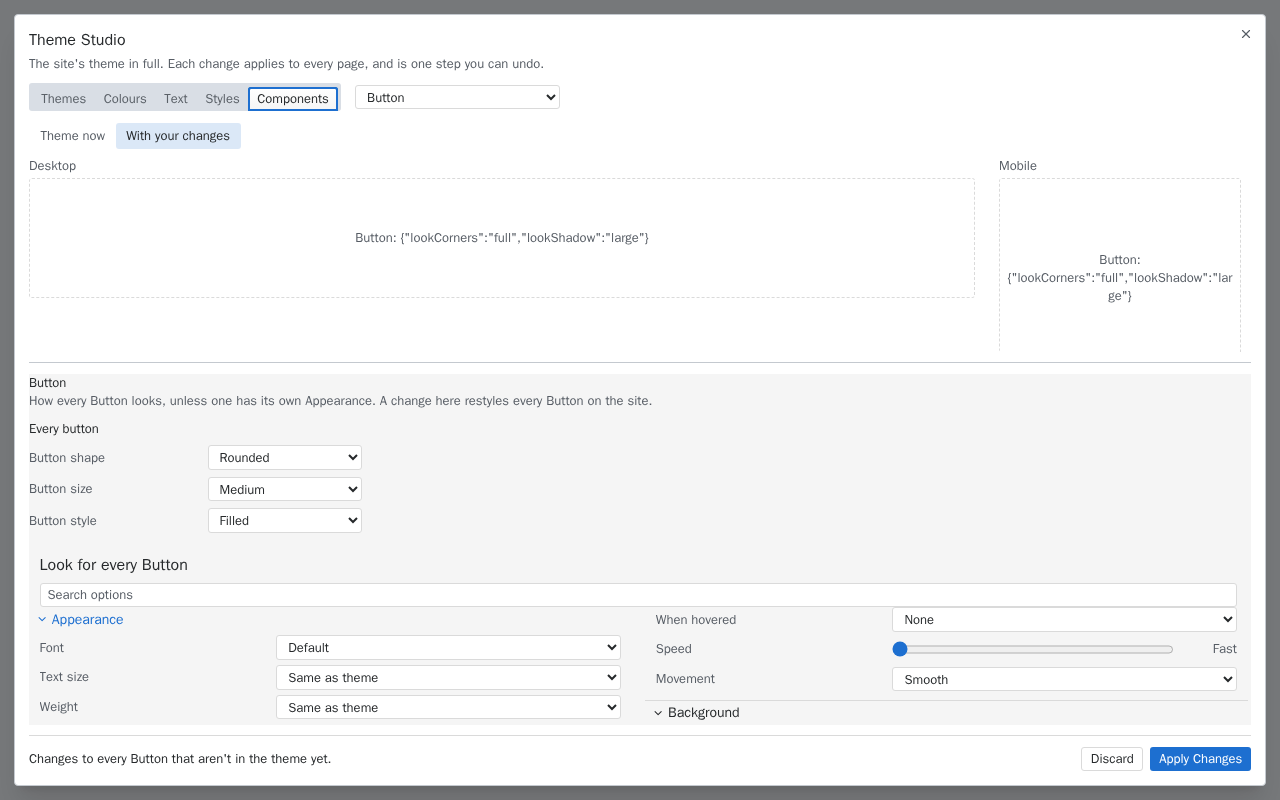 Theme Studio
×
The site's theme in full. Each change applies to every page, and is one step you can undo.
Themes Colours Text Styles Components Button
Theme now With your changes
Desktop
Mobile
Button: {"lookCorners":"full","lookShadow":"large"}
Button:
{"lookCorners":"full","lookShadow":"lar
ge"}
Button
How every Button looks, unless one has its own Appearance. A change here restyles every Button on the site.
Every button
Button shape Rounded
Button size Medium
Button style Filled
Look for every Button
Search options
Appearance
Font Default
Text size Same as theme
Weight Same as theme
When hovered None
Speed Fast
Movement Smooth
Background
Changes to every Button that aren't in the theme yet.
Discard Apply Changes